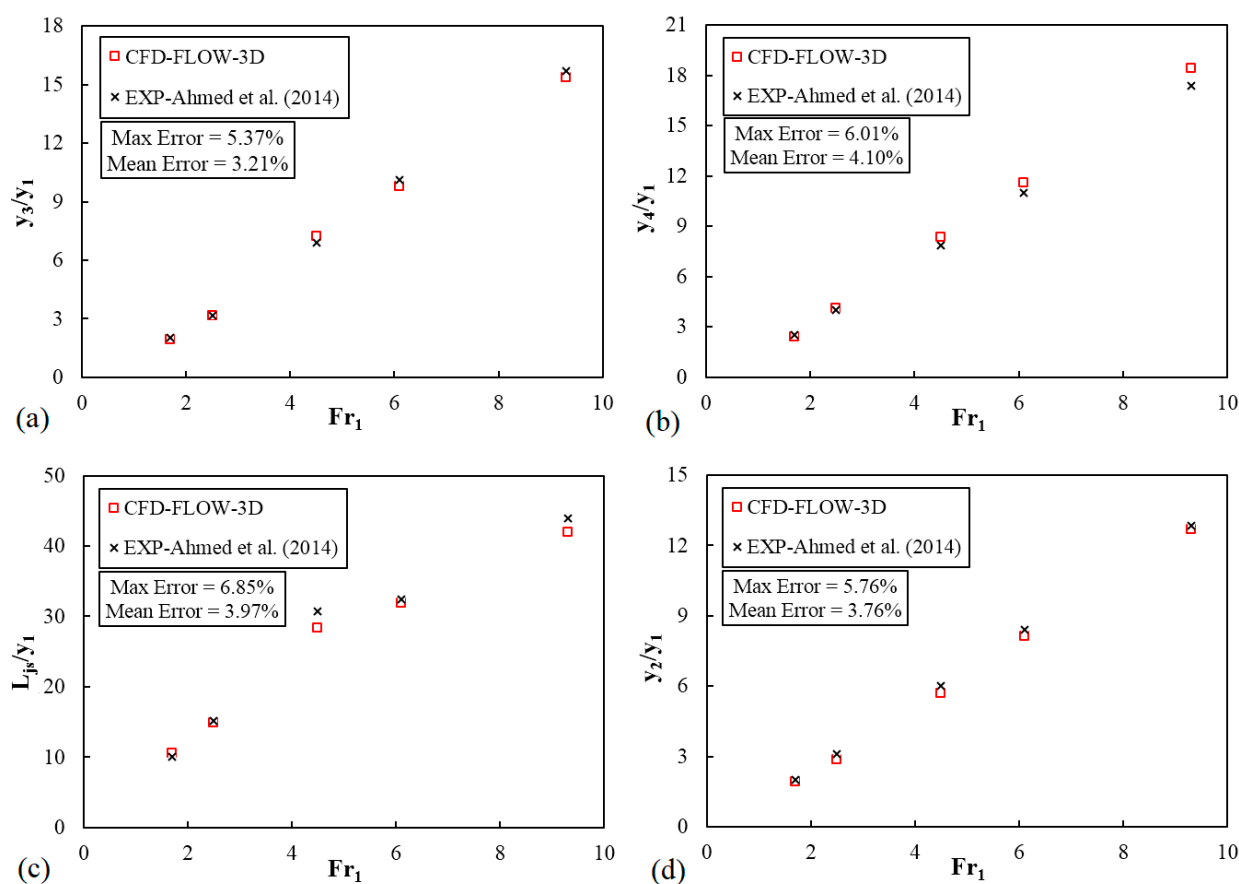 18
15
12
9
6
3
0
y3/y1
CFD-FLOW-3D
EXP-Ahmed et al. (2014)
Max Error = 5.37%
Mean Error = 3.21%
0 2 4 6 8 10
(a)
Fr1
21
18
15
12
9
6
3
0
y4/y1
CFD-FLOW-3D
EXP-Ahmed et al. (2014)
Max Error = 6.01%
Mean Error = 4.10%
0 2 4 6 8 10
(b)
Fr1
50
40
30
20
10
0
Ljs/y1
CFD-FLOW-3D
EXP-Ahmed et al. (2014)
Max Error = 6.85%
Mean Error = 3.97%
0 2 4 6 8 10
(c)
Fr1
15
12
9
6
3
0
y2/y1
CFD-FLOW-3D
EXP-Ahmed et al. (2014)
Max Error = 5.76%
Mean Error = 3.76%
0 2 4 6 8 10
(d)
Fr1